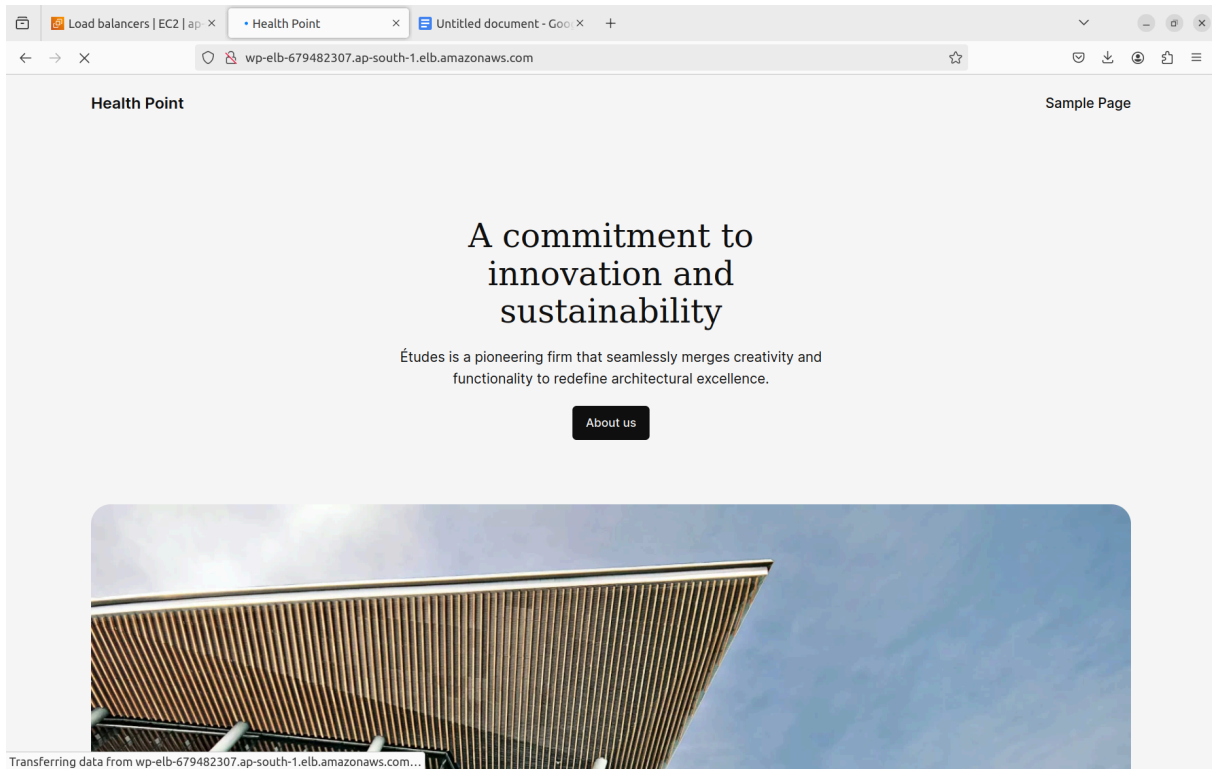 Load balancers | EC2 | ap-
Health Point
Untitled document - Goo
wp-elb-679482307.ap-south-1.elb.amazonaws.com
Health Point
Sample Page
A commitment to
innovation and
sustainability
Études is a pioneering firm that seamlessly merges creativity and
functionality to redefine architectural excellence.
About us
Transferring data from wp-elb-679482307.ap-south-1.elb.amazonaws.com…